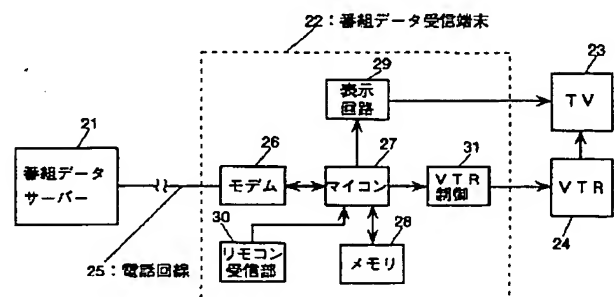 22：番組データ受信端末
29
表示
回路
23
TV
21
番組データ
サーバー
26
モデム
27
マイコン
31
VTR
制御
VTR
24
30
リモコン
受信部
28
メモリ
25：電話回線